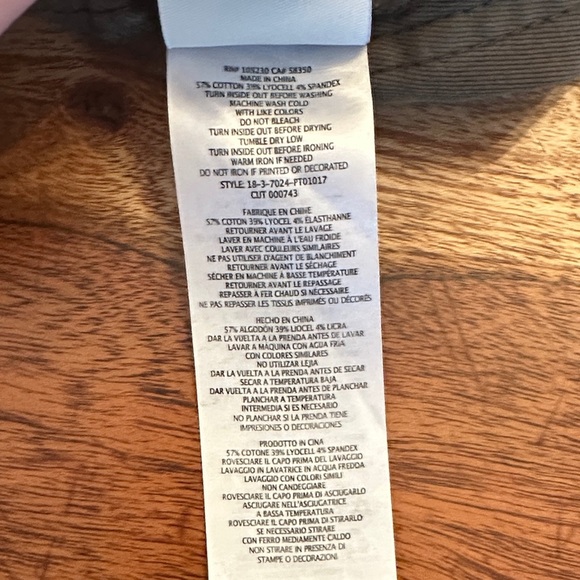 RN# 105230 CA# 58350
MADE IN CHINA
57% COTTON 39% LYOCELL 4% SPANDEX
TURN INSIDE OUT BEFORE WASHING
MACHINE WASH COLD
WITH LIKE COLORS
DO NOT BLEACH
TURN INSIDE OUT BEFORE DRYING
TUMBLE DRY LOW
TURN INSIDE OUT BEFORE IRONING
WARM IRON IF NEEDED
DO NOT IRON IF PRINTED OR DECORATED
STYLE: 18-3-7024-PT01017
CUT 000743
FABRIQUE EN CHINE
57% COTON 39% LYOCEL 4% ELASTHANNE
RETOURNER AVANT LE LAVAGE
LAVER EN MACHINE À L'EAU FROIDE
LAVER AVEC COULEURS SIMILAIRES
NE PAS UTILISER D'AGENT DE BLANCHIMENT
RETOURNER AVANT LE SÉCHAGE
SÉCHER EN MACHINE À BASSE TEMPÉRATURE
RETOURNER AVANT LE REPASSAGE
REPASSER À FER CHAUD SI NÉCESSAIRE
NE PAS REPASSER LES TISSUS IMPRIMÉS OU DÉCORÉS
HECHO EN CHINA
57% ALGODÓN 39% LIOCEL 4% LICRA
DAR LA VUELTA A LA PRENDA ANTES DE LAVAR
LAVAR A MÁQUINA CON AGUA FRIA
CON COLORES SIMILARES
NO UTILIZAR LEJIA
DAR LA VUELTA A LA PRENDA ANTES DE SECAR
SECAR A TEMPERATURA BAJA
DAR VUELTA A LA PRENDA ANTES DE PLANCHAR
PLANCHAR A TEMPERATURA
INTERMEDIA SI ES NECESARIO
NO PLANCHAR SI LA PRENDA TIENE
IMPRESIONES O DECORACIONES
PRODOTTO IN CINA
57% COTONE 39% LYOCELL 4% SPANDEX
ROVESCIARE IL CAPO PRIMA DEL LAVAGGIO
LAVAGGIO IN LAVATRICE IN ACQUA FREDDA
LAVAGGIO CON COLORI SIMILI
NON CANDEGGIARE
ROVESCIARE IL CAPO PRIMA DI ASCIUGARLO
ASCIUGARE NELL'ASCIUGATRICE
A BASSA TEMPERATURA
ROVESCIARE IL CAPO PRIMA DI STIRARLO
SE NECESSARIO STIRARE
CON FERRO MEDIAMENTE CALDO
NON STIRARE IN PRESENZA DI
STAMPE O DECORAZIONI